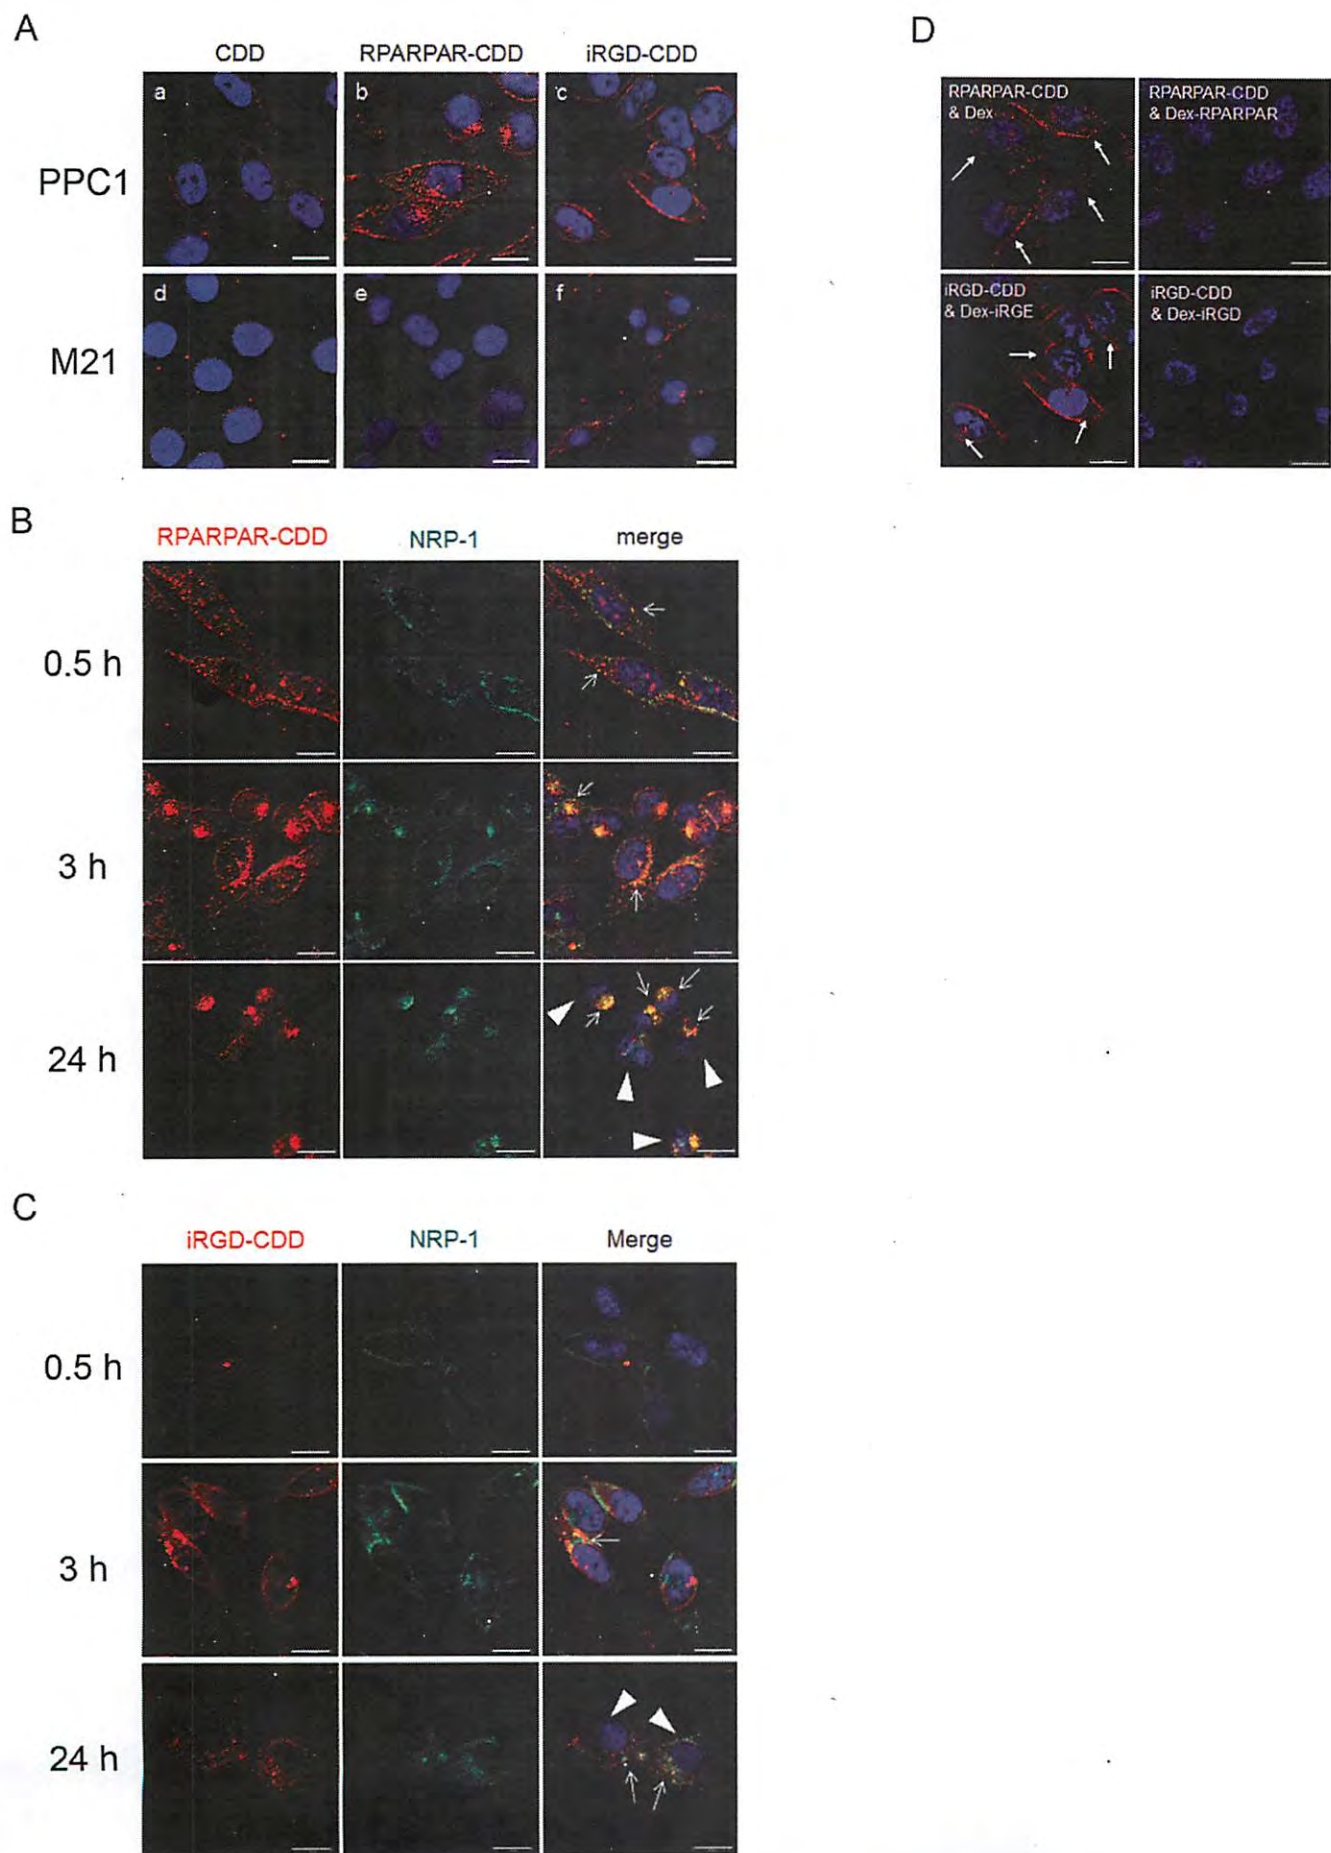 A
CDD RPARPAR-CDD iRGD-CDD
PPC1
a b c
M21
d e f
B
RPARPAR-CDD NRP-1 merge
0.5 h
3 h
24 h
C
iRGD-CDD NRP-1 Merge
0.5 h
3 h
24 h
D
RPARPAR-CDD
& Dex
RPARPAR-CDD
& Dex-RPARPAR
iRGD-CDD
& Dex-iRGE
iRGD-CDD
& Dex-iRGD